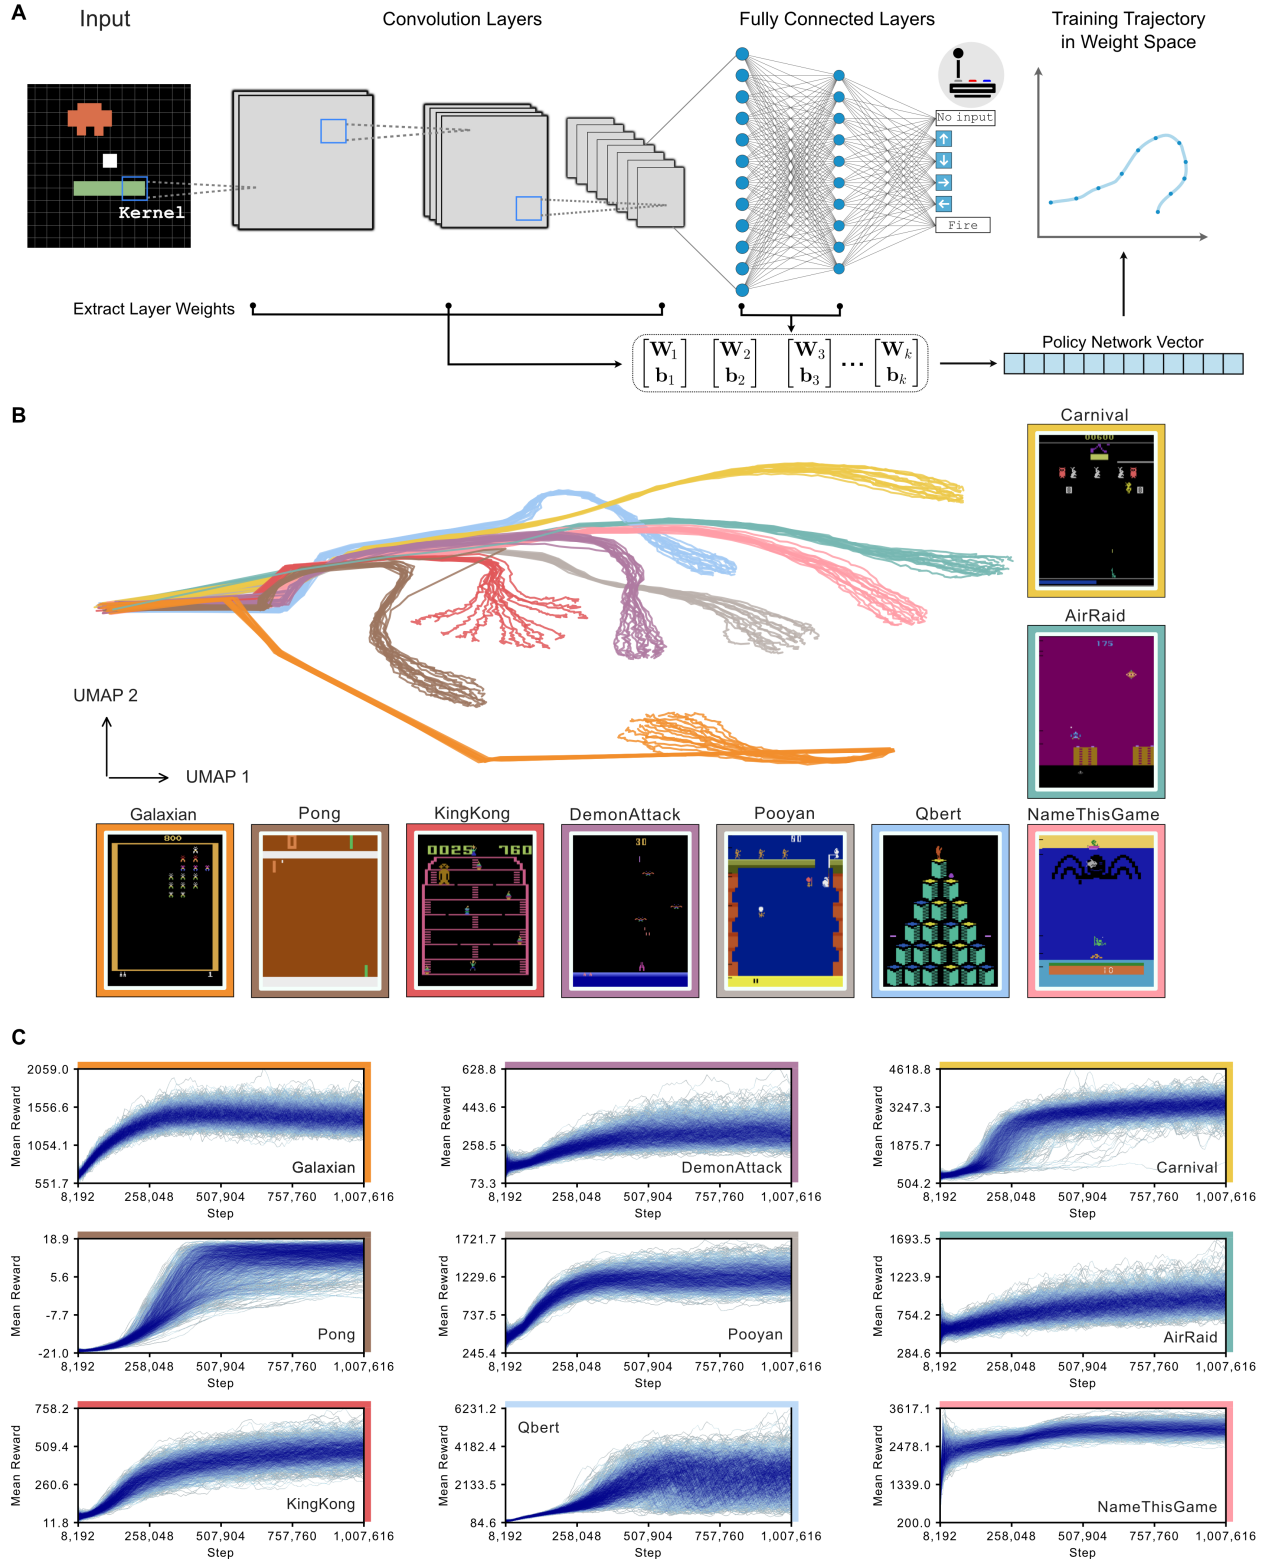 A
Input
Convolution Layers
Fully Connected Layers
Training Trajectory
in Weight Space
Kernel
No input
Fire
Extract Layer Weights
W1 W2 W3 ... Wk
b1 b2 b3 bk
Policy Network Vector
B
Carnival
00600
AirRaid
175
UMAP 2
UMAP 1
Galaxian
Pong
KingKong
DemonAttack
Pooyan
Qbert
NameThisGame
800
0025 760
30
10
C
2059.0
1556.6
1054.1
551.7
Mean Reward
Galaxian
8,192 258,048 507,904 757,760 1,007,616
Step
628.8
443.6
258.5
73.3
Mean Reward
DemonAttack
8,192 258,048 507,904 757,760 1,007,616
Step
4618.8
3247.3
1875.7
504.2
Mean Reward
Carnival
8,192 258,048 507,904 757,760 1,007,616
Step
18.9
5.6
-7.7
-21.0
Mean Reward
Pong
8,192 258,048 507,904 757,760 1,007,616
Step
1721.7
1229.6
737.5
245.4
Mean Reward
Pooyan
8,192 258,048 507,904 757,760 1,007,616
Step
1693.5
1223.9
754.2
284.6
Mean Reward
AirRaid
8,192 258,048 507,904 757,760 1,007,616
Step
758.2
509.4
260.6
11.8
Mean Reward
KingKong
8,192 258,048 507,904 757,760 1,007,616
Step
6231.2
4182.4
2133.5
84.6
Mean Reward
Qbert
8,192 258,048 507,904 757,760 1,007,616
Step
3617.1
2478.1
1339.0
200.0
Mean Reward
NameThisGame
8,192 258,048 507,904 757,760 1,007,616
Step